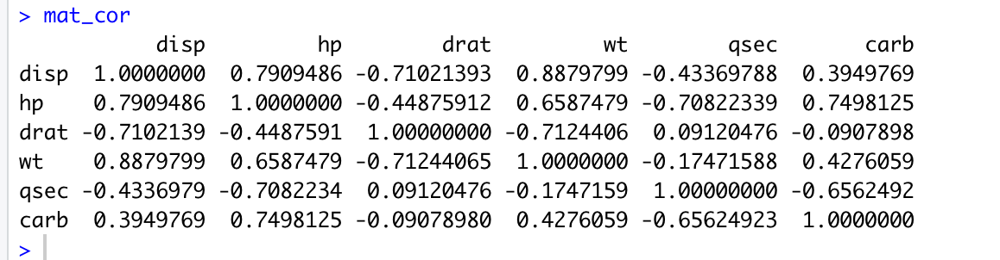 > mat_cor
           disp         hp        drat         wt        qsec       carb
disp  1.0000000  0.7909486 -0.71021393  0.8879799 -0.43369788  0.3949769
hp    0.7909486  1.0000000 -0.44875912  0.6587479 -0.70822339  0.7498125
drat -0.7102139 -0.4487591  1.00000000 -0.7124406  0.09120476 -0.0907898
wt    0.8879799  0.6587479 -0.71244065  1.0000000 -0.17471588  0.4276059
qsec -0.4336979 -0.7082234  0.09120476 -0.1747159  1.00000000 -0.6562492
carb  0.3949769  0.7498125 -0.09078980  0.4276059 -0.65624923  1.0000000
>